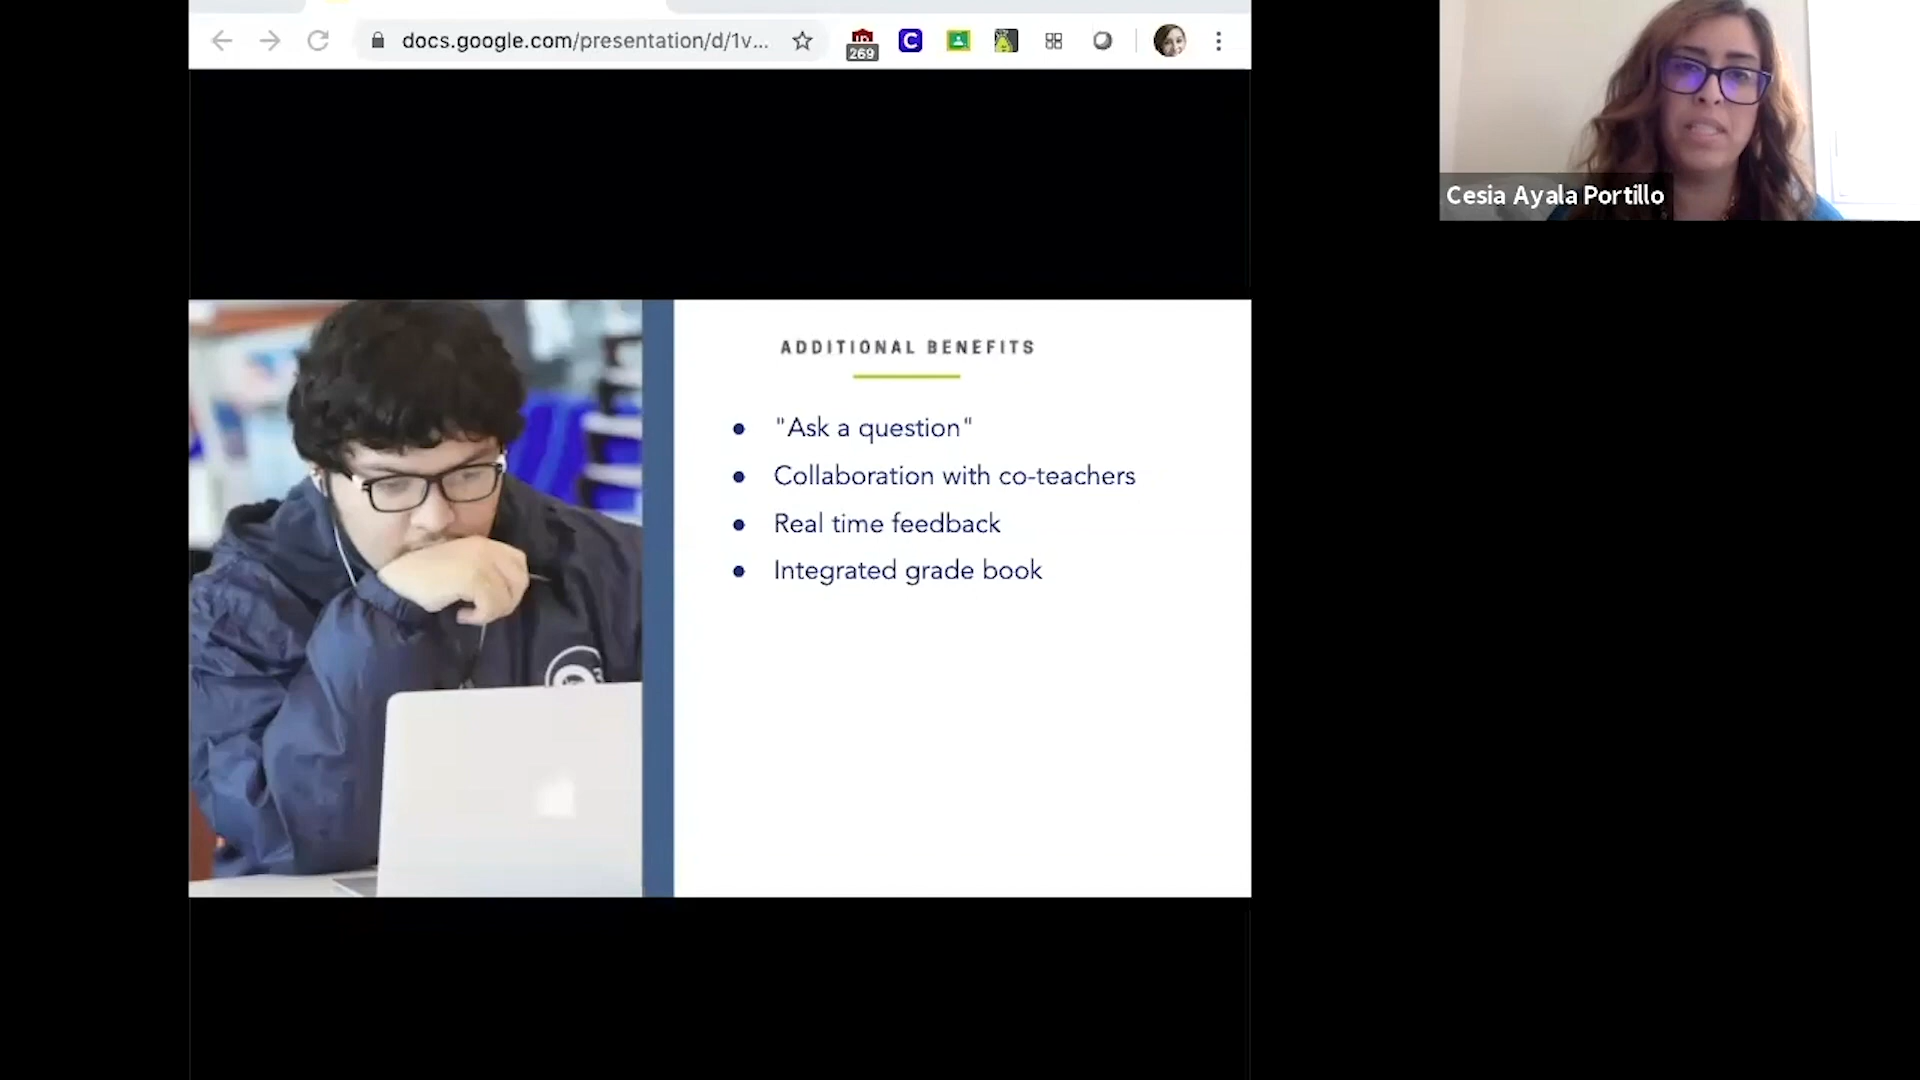 docs.google.com/presentation/d/1v...
269
C
Cesia Ayala Portillo
ADDITIONAL BENEFITS
"Ask a question"
Collaboration with co-teachers
Real time feedback
Integrated grade book